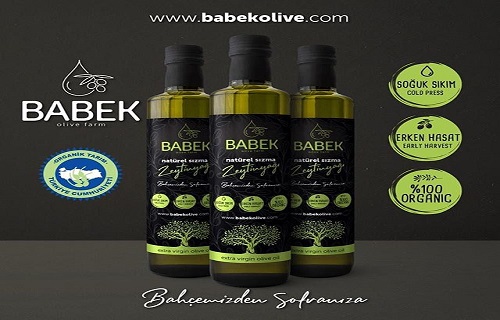 www.babekolive.com
BABEK
olive farm
ORGANİK TARIM
TÜRKİYE CUMHURİYETİ
BABEK
natürel sızma
Zeytinyağı
Bahçemizden Sofranıza
www.babekolive.com
extra virgin olive oil
SOĞUK SIKIM
COLD PRESS
ERKEN HASAT
EARLY HARVEST
%100
ORGANIC
Bahçemizden Sofranıza